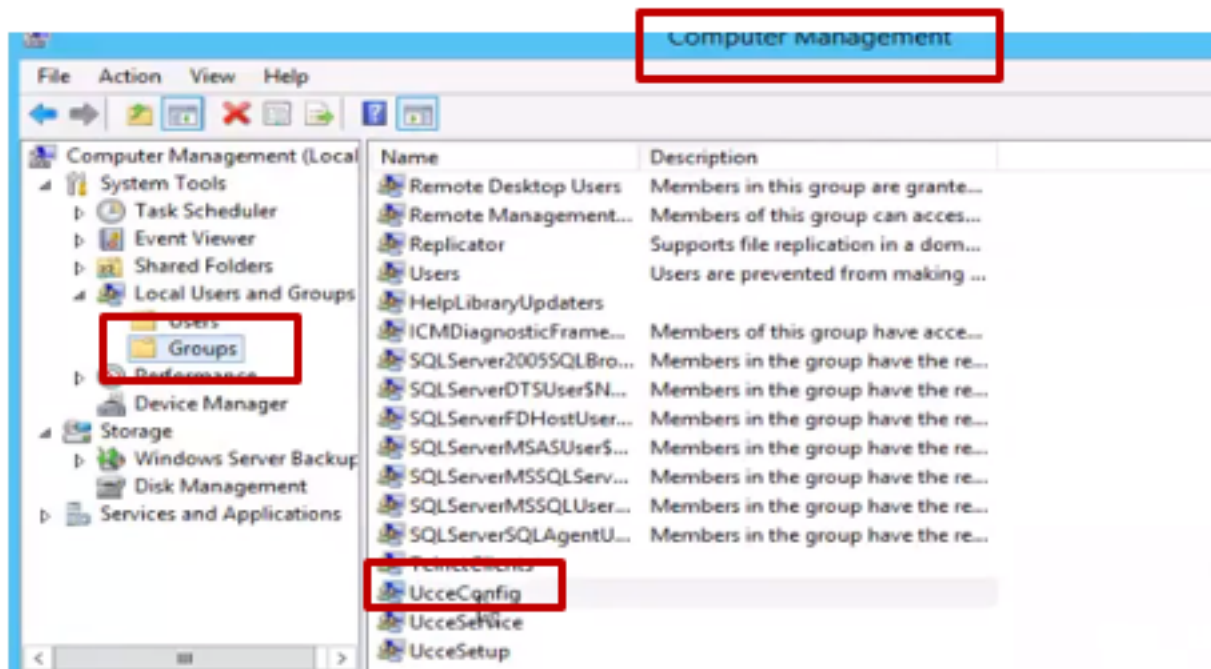 Computer Management
File Action View Help
Computer Management (Local
System Tools
Task Scheduler
Event Viewer
Shared Folders
Local Users and Groups
Users
Groups
Performance
Device Manager
Storage
Windows Server Backup
Disk Management
Services and Applications
Name Description
Remote Desktop Users Members in this group are grante...
Remote Management... Members of this group can acces...
Replicator Supports file replication in a dom...
Users Users are prevented from making ...
HelpLibraryUpdaters
ICMDiagnosticFrame... Members of this group have acce...
SQLServer2005SQLBro... Members in the group have the re...
SQLServerDTSUser$N... Members in the group have the re...
SQLServerFDHostUser... Members in the group have the re...
SQLServerMSASUser$... Members in the group have the re...
SQLServerMSSQLServ... Members in the group have the re...
SQLServerMSSQLUser... Members in the group have the re...
SQLServerSQLAgentU... Members in the group have the re...
TelnetClients
UcceConfig
UcceService
UcceSetup